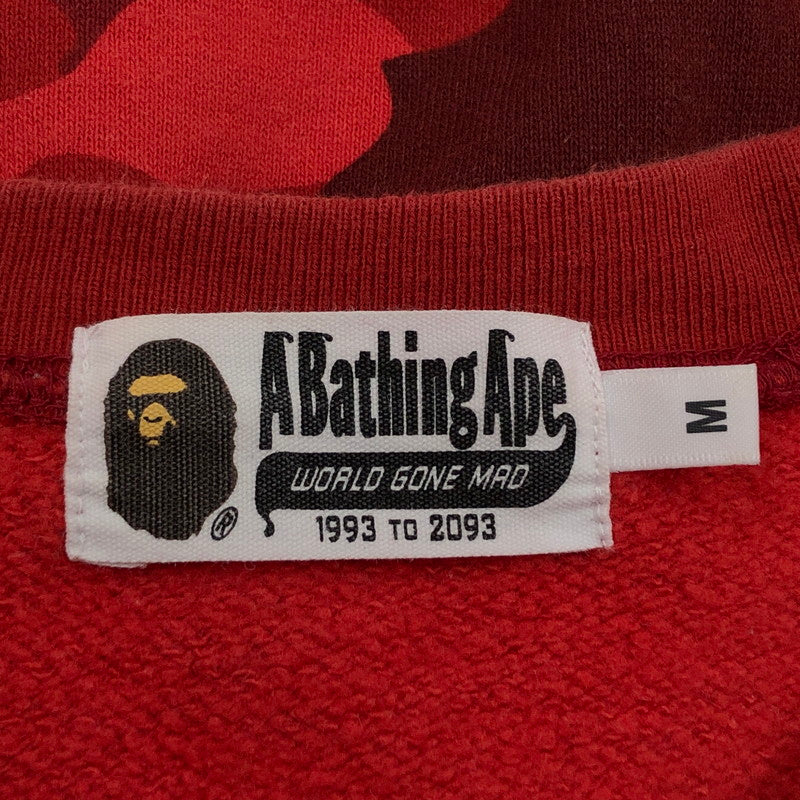 A Bathing Ape
WORLD GONE MAD
1993 TO 2093
®
M